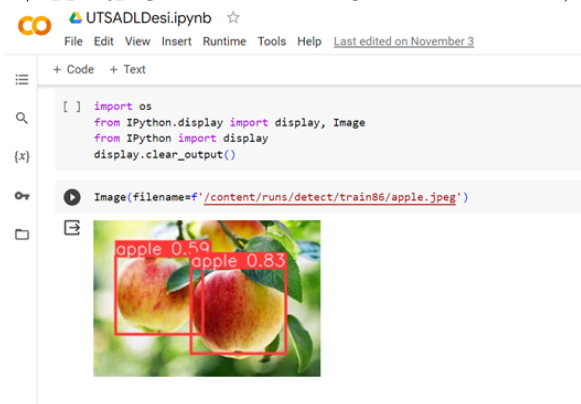 UTSADLDesi.ipynb
File Edit View Insert Runtime Tools Help Last edited on November 3
+ Code + Text
{x}
[ ] import os
from IPython.display import display, Image
from IPython import display
display.clear_output()
Image(filename=f'/content/runs/detect/train86/apple.jpeg')
apple 0.59
apple 0.83